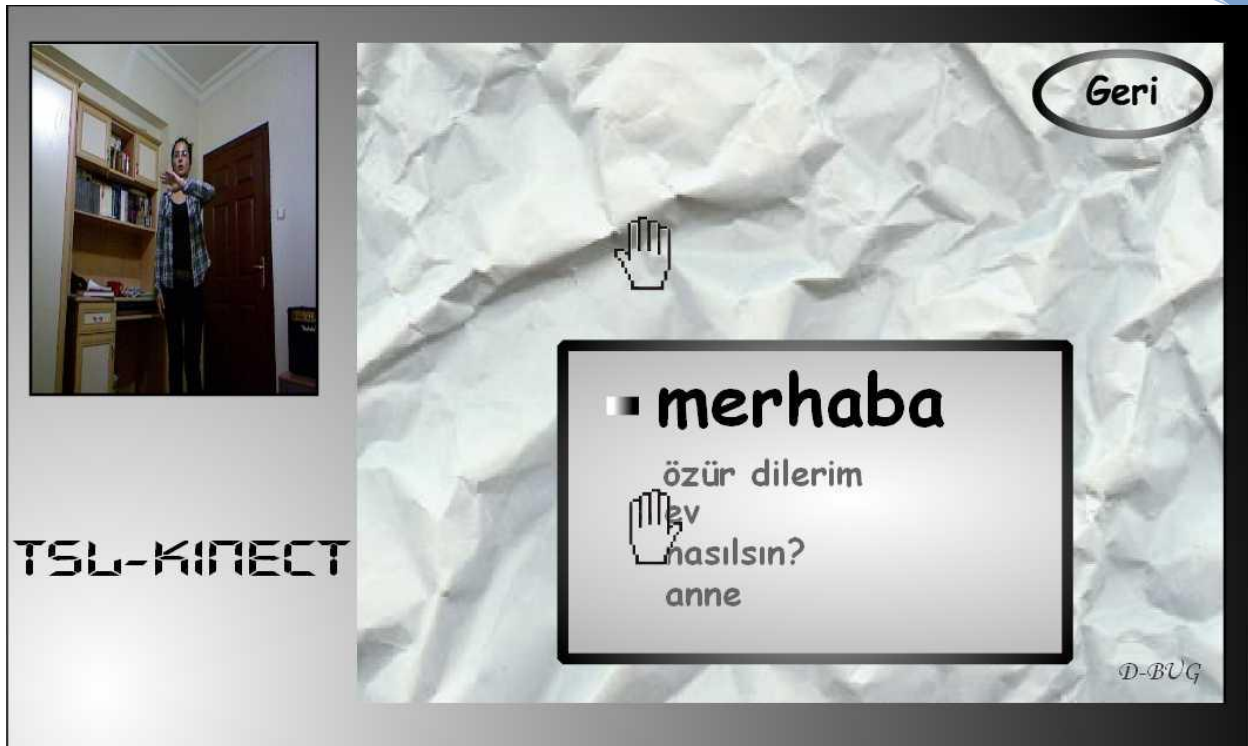 Geri
merhaba
özür dilerim
ev
nasılsın?
anne
TSL-KINECT
D-BUG